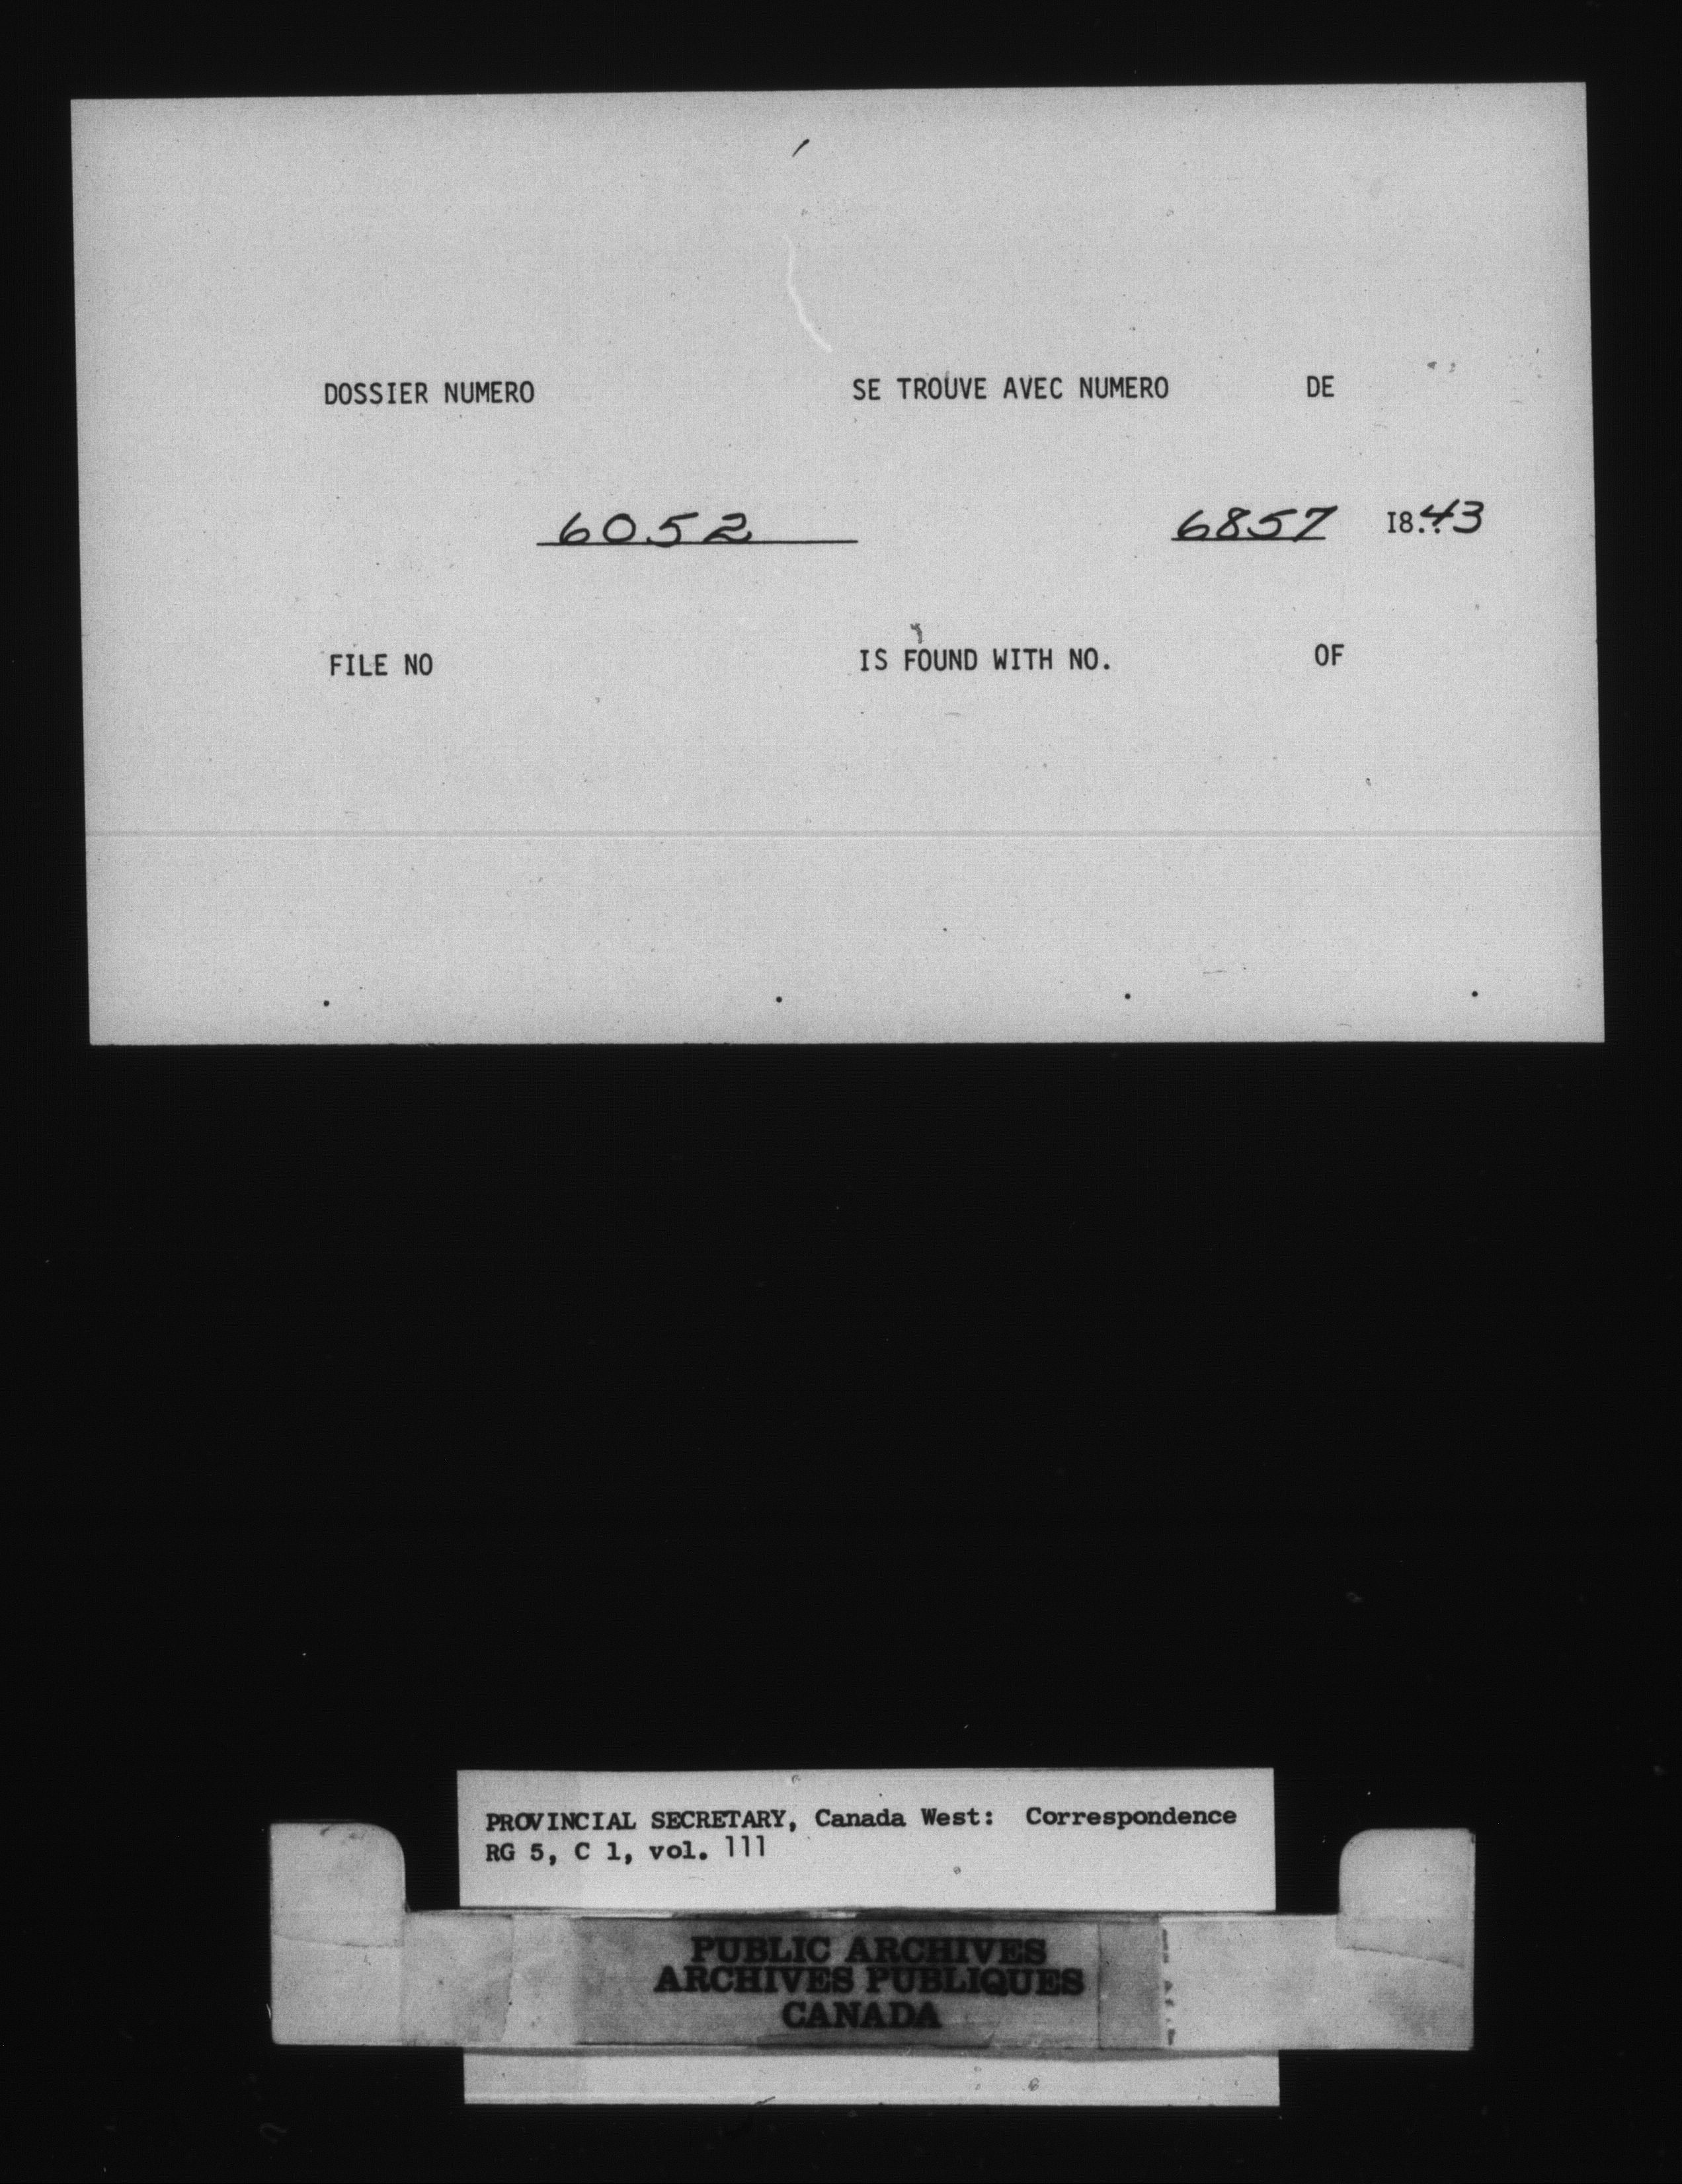 DOSSIER NUMERO SE TROUVE AVEC NUMERO DE
6052 6857 18..43
FILE NO IS FOUND WITH NO. OF
PROVINCIAL SECRETARY, Canada West: Correspondence
RG 5, C 1, vol. 111
PUBLIC ARCHIVES
ARCHIVES PUBLIQUES
CANADA